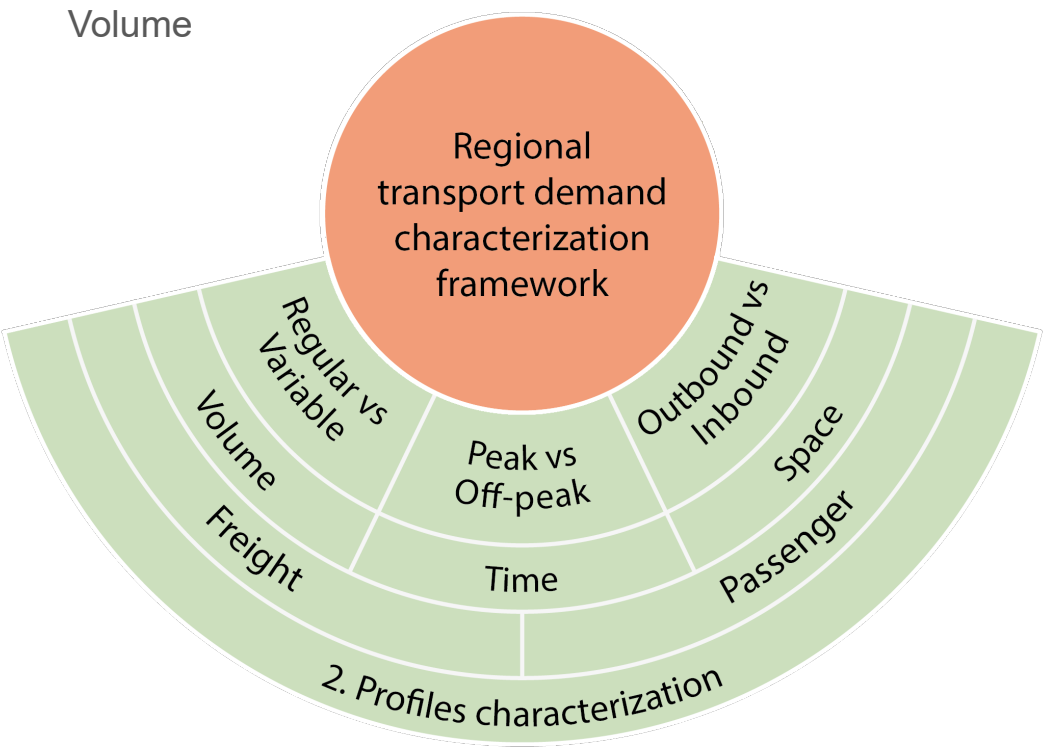 Volume
Regional
transport demand
characterization
framework
Regular vs
Variable
Peak vs
Off-peak
Outbound vs
Inbound
Volume
Time
Space
Freight
Passenger
2. Profiles characterization